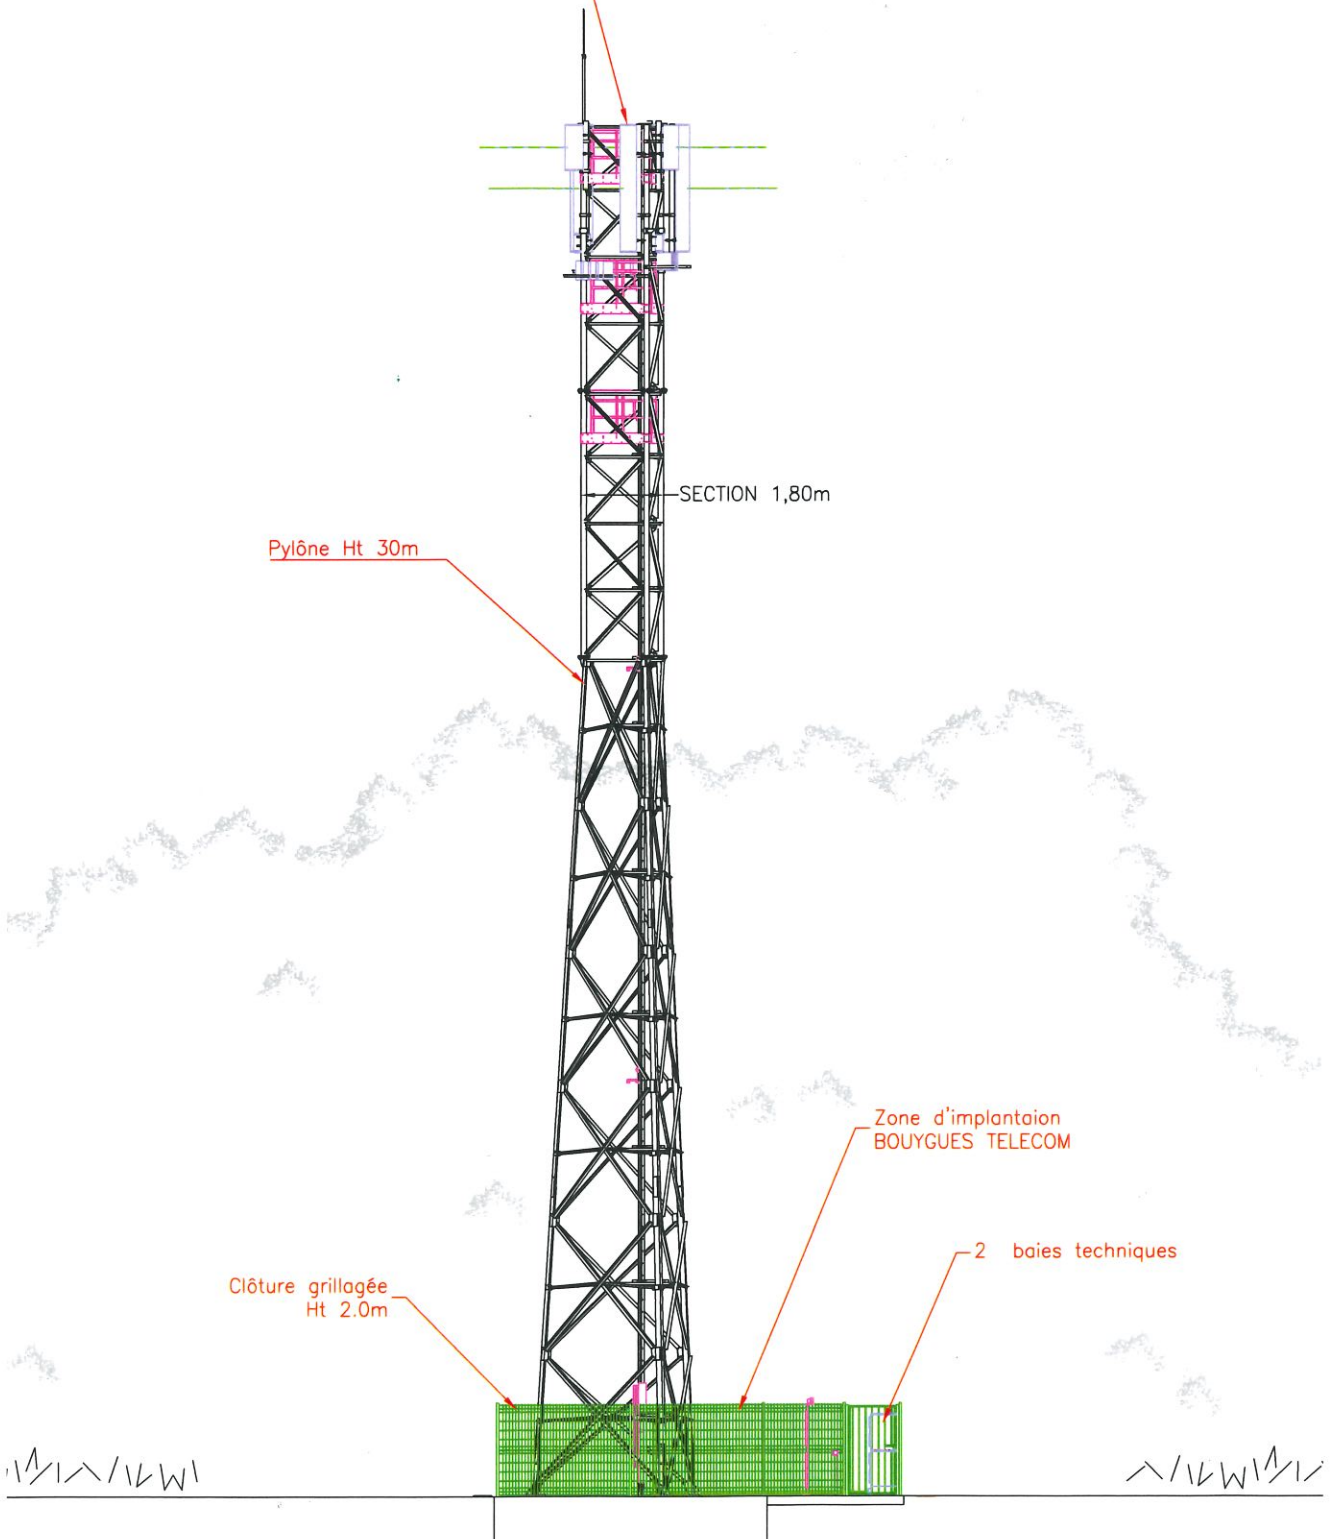 SECTION 1,80m
Pylône Ht 30m
Zone d'implantaion
BOUYGUES TELECOM
2 baies techniques
Clôture grillagée
Ht 2.0m